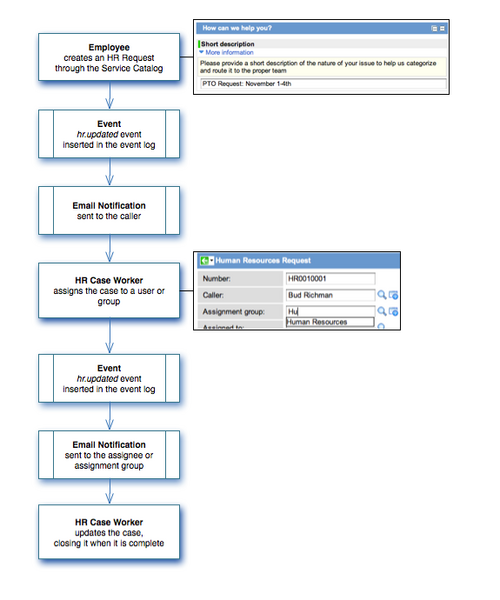 How can we help you?
Short description
More information
Please provide a short description of the nature of your issue to help us categorize
and route it to the proper team
PTO Request: November 1-4th
Employee
creates an HR Request
through the Service Catalog
Event
hr.updated event
inserted in the event log
Email Notification
sent to the caller
HR Case Worker
assigns the case to a user or
group
Human Resources Request
Number: HR0010001
Caller: Bud Richman
Assignment group: Hu
Human Resources
Assigned to:
Event
hr.updated event
inserted in the event log
Email Notification
sent to the assignee or
assignment group
HR Case Worker
updates the case,
closing it when it is complete